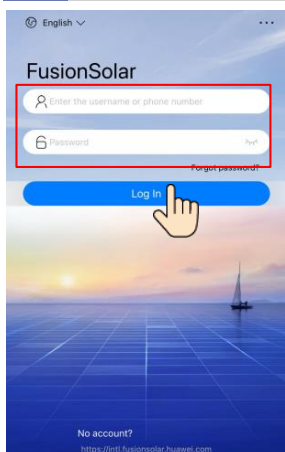 English
FusionSolar
Enter the username or phone number
Password
Forgot password?
Log In
No account?
https://intl.fusionsolar.huawei.com